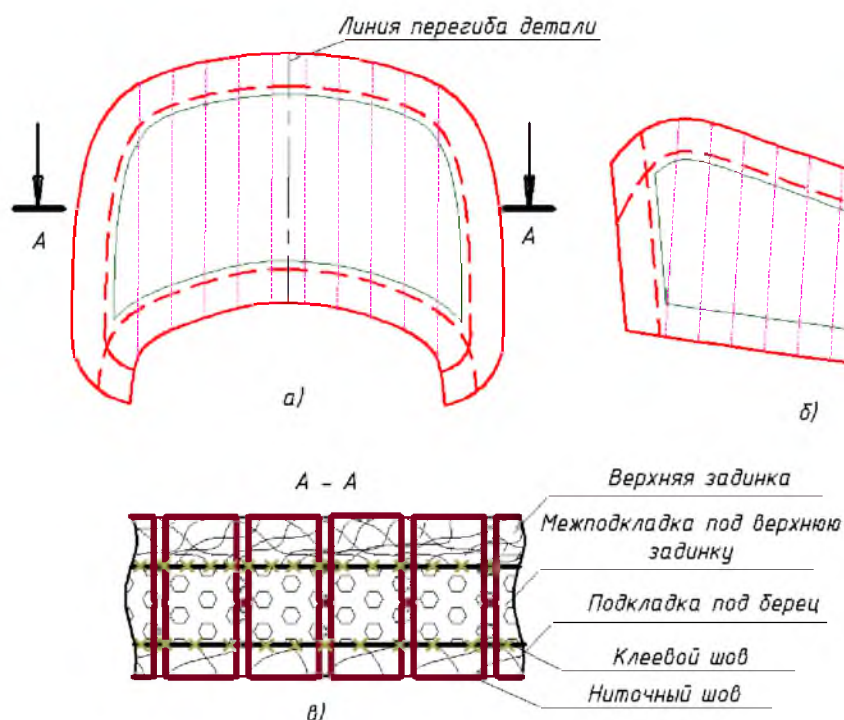 Линия перегиба детали
А
А
а)
б)
А - А
Верхняя задинка
Межподкладка под верхнюю
задинку
Подкладка под берец
Клеевой шов
Ниточный шов
в)